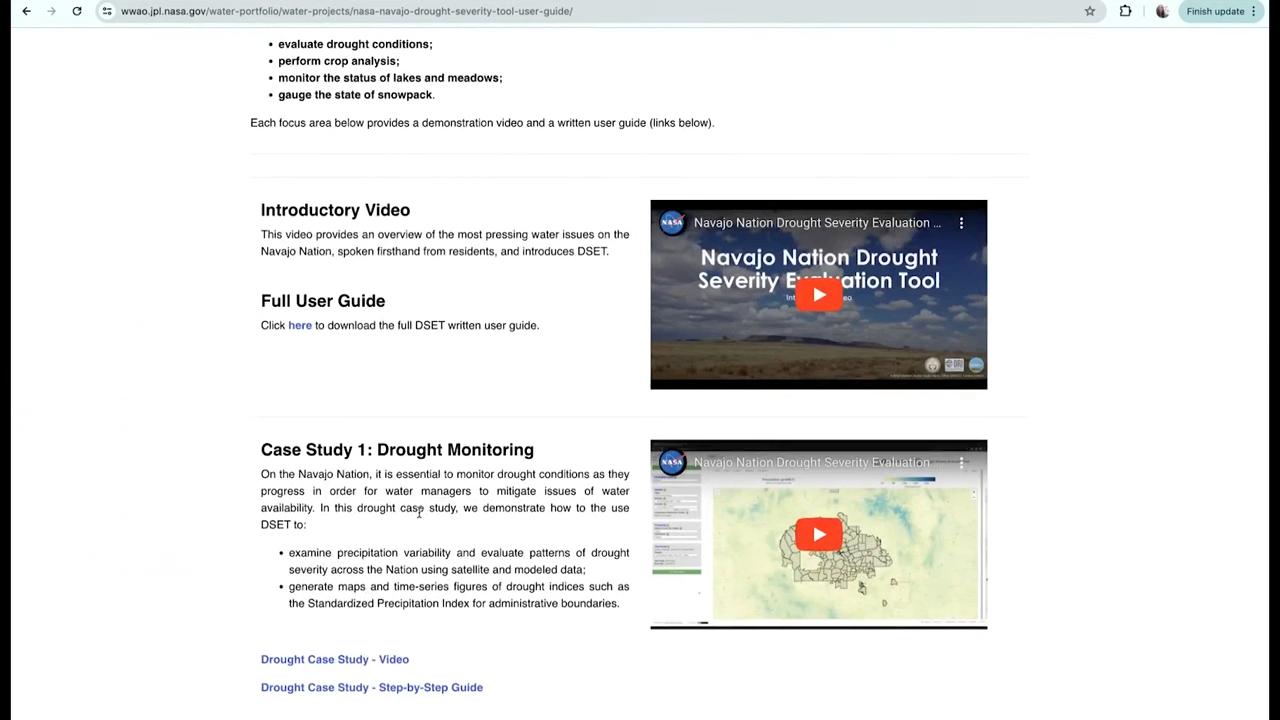 wwao.jpl.nasa.gov/water-portfolio/water-projects/nasa-navajo-drought-severity-tool-user-guide/
Finish update
• evaluate drought conditions;
• perform crop analysis;
• monitor the status of lakes and meadows;
• gauge the state of snowpack.
Each focus area below provides a demonstration video and a written user guide (links below).
Introductory Video
This video provides an overview of the most pressing water issues on the
Navajo Nation, spoken firsthand from residents, and introduces DSET.
Full User Guide
Click here to download the full DSET written user guide.
NASA
Navajo Nation Drought Severity Evaluation ...
Navajo Nation Drought
Severity Evaluation Tool
Case Study 1: Drought Monitoring
On the Navajo Nation, it is essential to monitor drought conditions as they
progress in order for water managers to mitigate issues of water
availability. In this drought case study, we demonstrate how to the use
DSET to:
• examine precipitation variability and evaluate patterns of drought
severity across the Nation using satellite and modeled data;
• generate maps and time-series figures of drought indices such as
the Standardized Precipitation Index for administrative boundaries.
NASA
Navajo Nation Drought Severity Evaluation
Drought Case Study - Video
Drought Case Study - Step-by-Step Guide